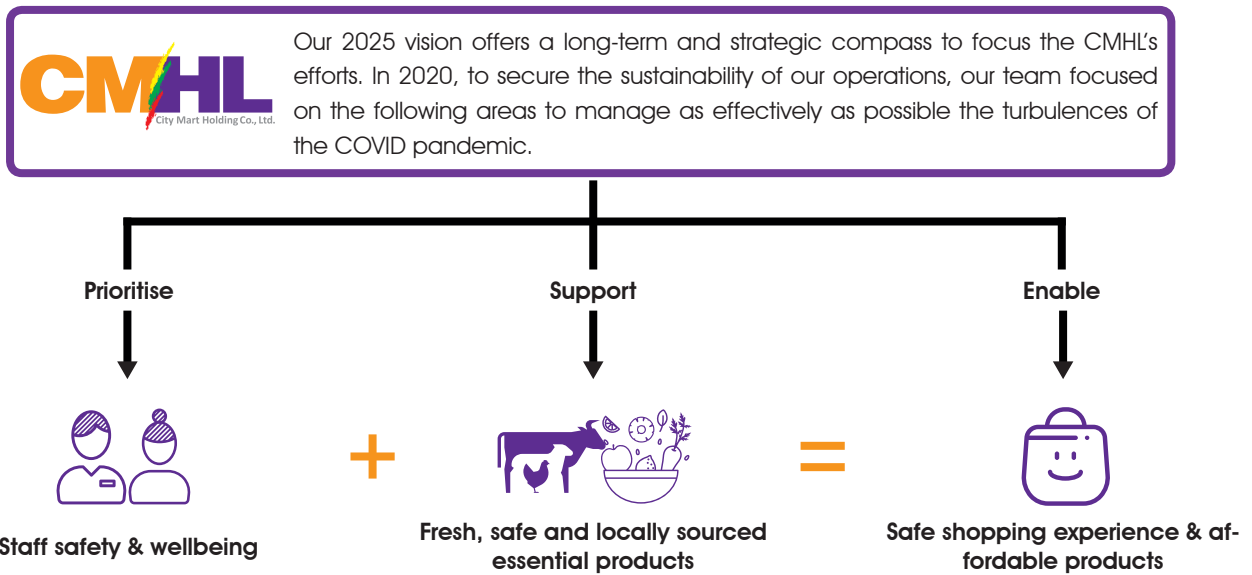 CMHL
City Mart Holding Co., Ltd.
Our 2025 vision offers a long-term and strategic compass to focus the CMHL's
efforts. In 2020, to secure the sustainability of our operations, our team focused
on the following areas to manage as effectively as possible the turbulences of
the COVID pandemic.
Prioritise
Support
Enable
Staff safety & wellbeing
Fresh, safe and locally sourced
essential products
Safe shopping experience & af-
fordable products